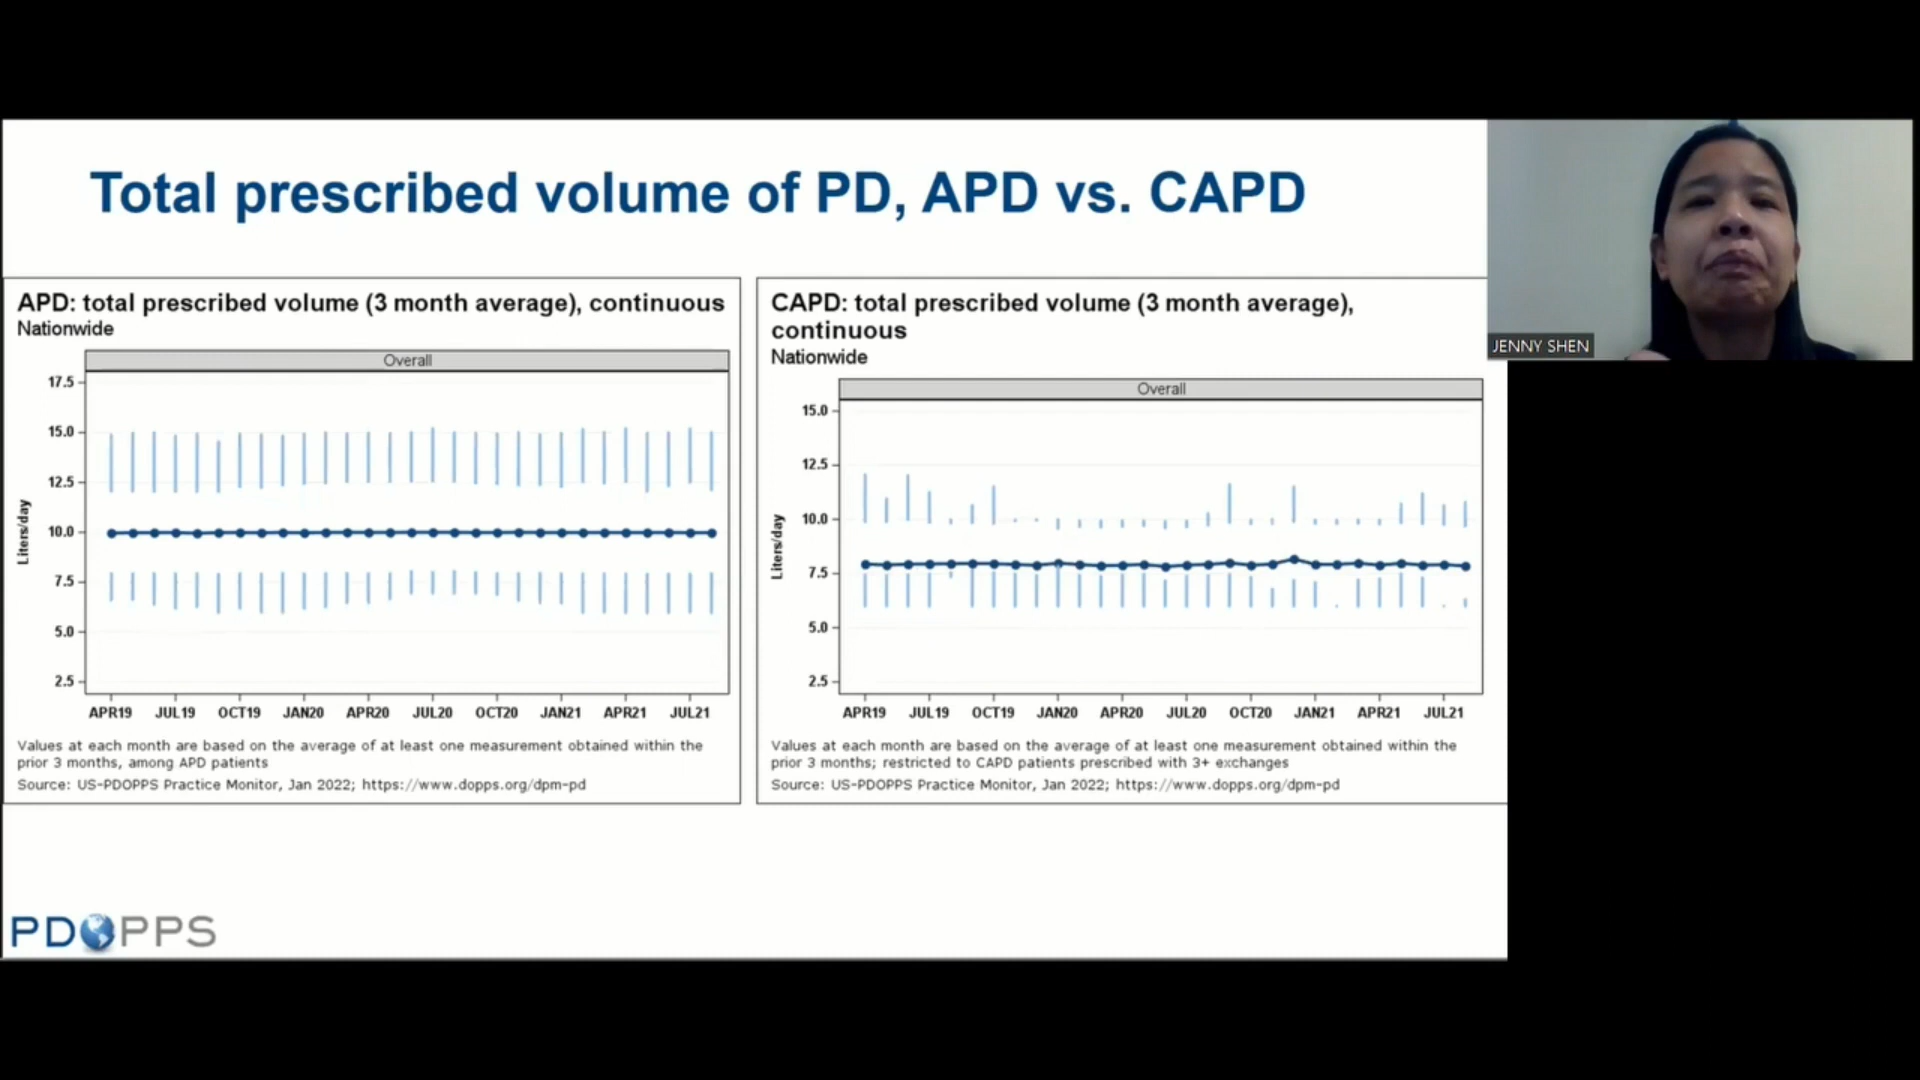 Total prescribed volume of PD, APD vs. CAPD
JENNY SHEN
APD: total prescribed volume (3 month average), continuous
Nationwide
Overall
17.5
15.0
12.5
10.0
7.5
5.0
2.5
Liters/day
APR19 JUL19 OCT19 JAN20 APR20 JUL20 OCT20 JAN21 APR21 JUL21
Values at each month are based on the average of at least one measurement obtained within the
prior 3 months, among APD patients
Source: US-PDOPPS Practice Monitor, Jan 2022; https://www.dopps.org/dpm-pd
CAPD: total prescribed volume (3 month average),
continuous
Nationwide
Overall
15.0
12.5
10.0
7.5
5.0
2.5
Liters/day
APR19 JUL19 OCT19 JAN20 APR20 JUL20 OCT20 JAN21 APR21 JUL21
Values at each month are based on the average of at least one measurement obtained within the
prior 3 months; restricted to CAPD patients prescribed with 3+ exchanges
Source: US-PDOPPS Practice Monitor, Jan 2022; https://www.dopps.org/dpm-pd
PDOPPS